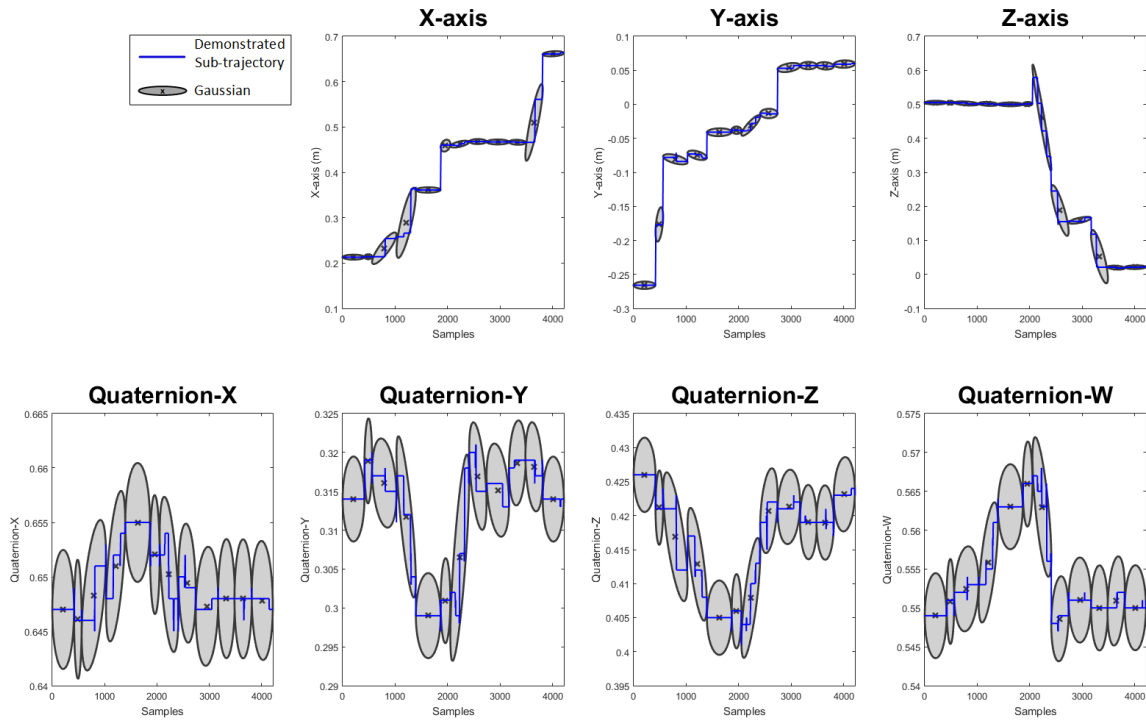 Demonstrated
Sub-trajectory
Gaussian
X-axis
0.7
0.6
0.5
0.4
0.3
0.2
0.1
X-axis (m)
0 1000 2000 3000 4000
Samples
Y-axis
0.1
0.05
0
-0.05
-0.1
-0.15
-0.2
-0.25
-0.3
Y-axis (m)
0 1000 2000 3000 4000
Samples
Z-axis
0.7
0.6
0.5
0.4
0.3
0.2
0.1
0
-0.1
Z-axis (m)
0 1000 2000 3000 4000
Samples
Quaternion-X
0.665
0.66
0.655
0.65
0.645
0.64
Quaternion-X
0 1000 2000 3000 4000
Samples
Quaternion-Y
0.325
0.32
0.315
0.31
0.305
0.3
0.295
0.29
Quaternion-Y
0 1000 2000 3000 4000
Samples
Quaternion-Z
0.435
0.43
0.425
0.42
0.415
0.41
0.405
0.4
0.395
Quaternion-Z
0 1000 2000 3000 4000
Samples
Quaternion-W
0.575
0.57
0.565
0.56
0.555
0.55
0.545
0.54
Quaternion-W
0 1000 2000 3000 4000
Samples